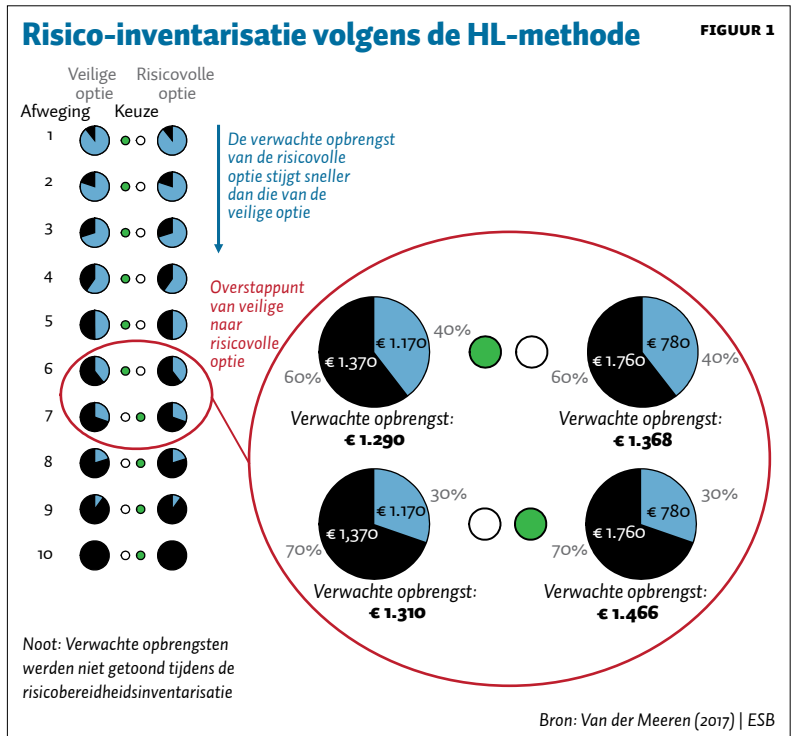 Risico-inventarisatie volgens de HL-methode
FIGUUR 1
Veilige
optie
Risicovolle
optie
Afweging
Keuze
1
2
3
4
5
6
7
8
9
10
De verwachte opbrengst
van de risicovolle
optie stijgt sneller
dan die van de
veilige optie
Overstappunt
van veilige
naar
risicovolle
optie
€ 1.370
€ 1.170
40%
60%
Verwachte opbrengst:
€ 1.290
€ 1.760
€ 780
40%
60%
Verwachte opbrengst:
€ 1.368
€ 1,370
€ 1.170
30%
70%
Verwachte opbrengst:
€ 1.310
€ 1.760
€ 780
30%
70%
Verwachte opbrengst:
€ 1.466
Noot: Verwachte opbrengsten
werden niet getoond tijdens de
risicobereidheidsinventarisatie
Bron: Van der Meeren (2017) | ESB